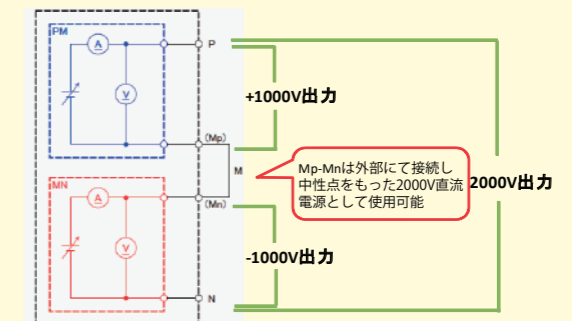 PM
A
P
V
+1000V出力
(Mp)
M
Mp-Mnは外部にて接続し
中性点をもった2000V直流
電源として使用可能
2000V出力
MN
A
(Mn)
V
-1000V出力
N